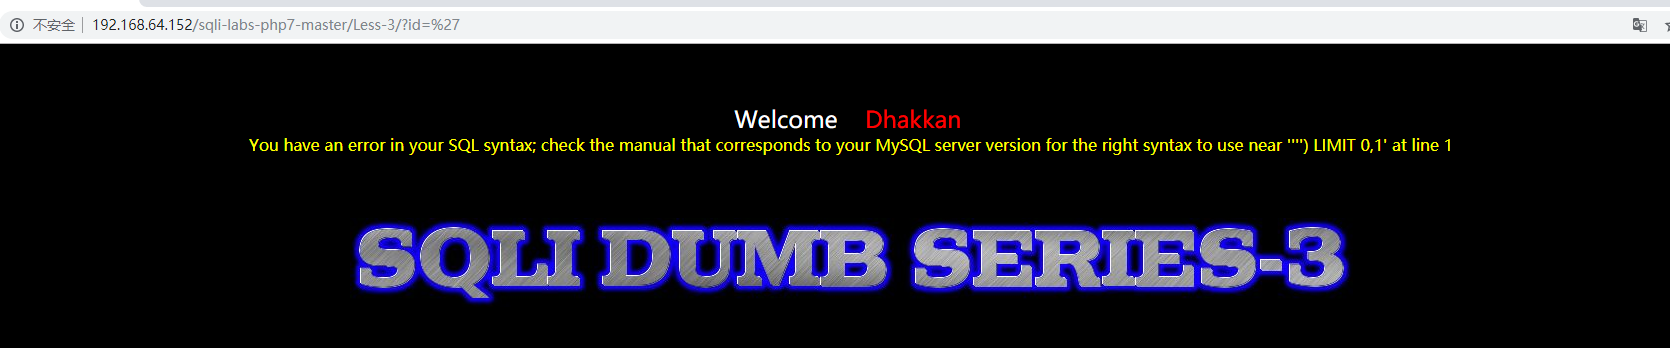 不安全 192.168.64.152/sqli-labs-php7-master/Less-3/?id=%27
Welcome Dhakkan
You have an error in your SQL syntax; check the manual that corresponds to your MySQL server version for the right syntax to use near '''') LIMIT 0,1' at line 1
SQLI DUMB SERIES-3